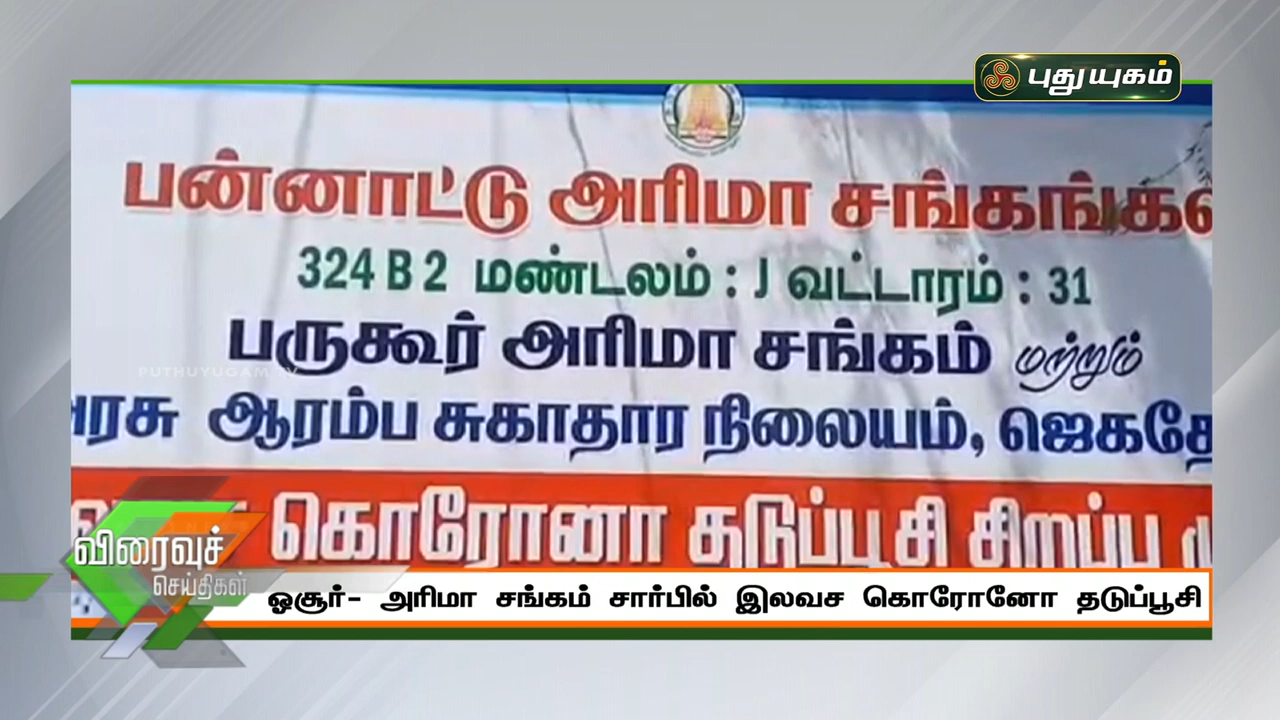 புதுயுகம்
பன்னாட்டு அரிமா சங்கங்கள்
324 B 2 மண்டலம் : J வட்டாரம் : 31
பருகூர் அரிமா சங்கம் மற்றும்
PUTHUYUGAM TV
அரசு ஆரம்ப சுகாதார நிலையம், ஜெகதே
கொரோனா தடுப்பூசி சிறப்பு
விரைவுச்
செய்திகள்
ஓசூர்- அரிமா சங்கம் சார்பில் இலவச கொரோனோ தடுப்பூசி